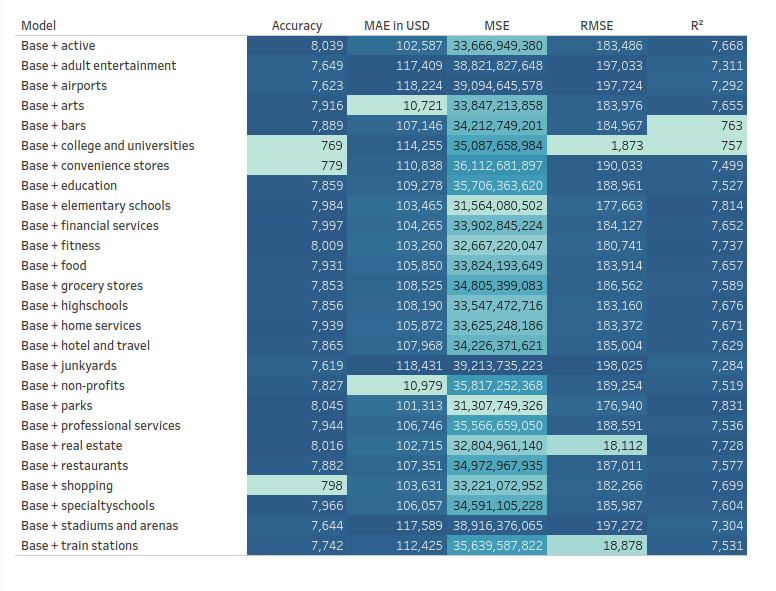 Model Accuracy MAE in USD MSE RMSE R²
Base + active 8,039 102,587 33,666,949,380 183,486 7,668
Base + adult entertainment 7,649 117,409 38,821,827,648 197,033 7,311
Base + airports 7,623 118,224 39,094,645,578 197,724 7,292
Base + arts 7,916 10,721 33,847,213,858 183,976 7,655
Base + bars 7,889 107,146 34,212,749,201 184,967 763
Base + college and universities 769 114,255 35,087,658,984 1,873 757
Base + convenience stores 779 110,838 36,112,681,897 190,033 7,499
Base + education 7,859 109,278 35,706,363,620 188,961 7,527
Base + elementary schools 7,984 103,465 31,564,080,502 177,663 7,814
Base + financial services 7,997 104,265 33,902,845,224 184,127 7,652
Base + fitness 8,009 103,260 32,667,220,047 180,741 7,737
Base + food 7,931 105,850 33,824,193,649 183,914 7,657
Base + grocery stores 7,853 108,525 34,805,399,083 186,562 7,589
Base + highschools 7,856 108,190 33,547,472,716 183,160 7,676
Base + home services 7,939 105,872 33,625,248,186 183,372 7,671
Base + hotel and travel 7,865 107,968 34,226,371,621 185,004 7,629
Base + junkyards 7,619 118,431 39,213,735,223 198,025 7,284
Base + non-profits 7,827 10,979 35,817,252,368 189,254 7,519
Base + parks 8,045 101,313 31,307,749,326 176,940 7,831
Base + professional services 7,944 106,746 35,566,659,050 188,591 7,536
Base + real estate 8,016 102,715 32,804,961,140 18,112 7,728
Base + restaurants 7,882 107,351 34,972,967,935 187,011 7,577
Base + shopping 798 103,631 33,221,072,952 182,266 7,699
Base + specialtyschools 7,966 106,057 34,591,105,228 185,987 7,604
Base + stadiums and arenas 7,644 117,589 38,916,376,065 197,272 7,304
Base + train stations 7,742 112,425 35,639,587,822 18,878 7,531